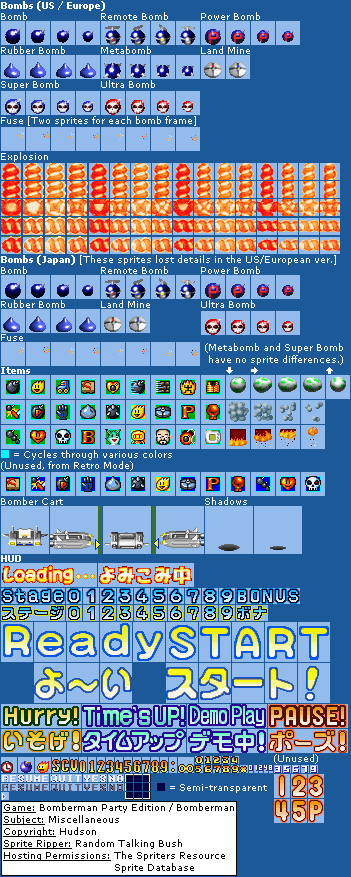 Bombs (US / Europe)
Bomb Remote Bomb Power Bomb
Rubber Bomb Metabomb Land Mine
Super Bomb Ultra Bomb
Fuse [Two sprites for each bomb frame]
Explosion
Bombs (Japan) [These sprites lost details in the US/European ver.]
Bomb Remote Bomb Power Bomb
Rubber Bomb Land Mine Ultra Bomb
Fuse
(Metabomb and Super Bomb
have no sprite differences.)
Items
= Cycles through various colors
(Unused, from Retro Mode)
Bomber Cart Shadows
HUD
Loading... よみこみ中
Stage0123456789BONUS
ステージ0123456789ボナ
ReadySTART
よ〜いスタート!
Hurry! Time'sUP! DemoPlay PAUSE!
いそげ! タイムアップ デモ中! ポーズ!
SCV0123456789:
(Unused)
RESUMEQUITYESNO
RESUMEQUITYESNO
= Semi-transparent
123
45P
Game: Bomberman Party Edition / Bomberman
Subject: Miscellaneous
Copyright: Hudson
Sprite Ripper: Random Talking Bush
Hosting Permissions: The Spriters Resource
Sprite Database